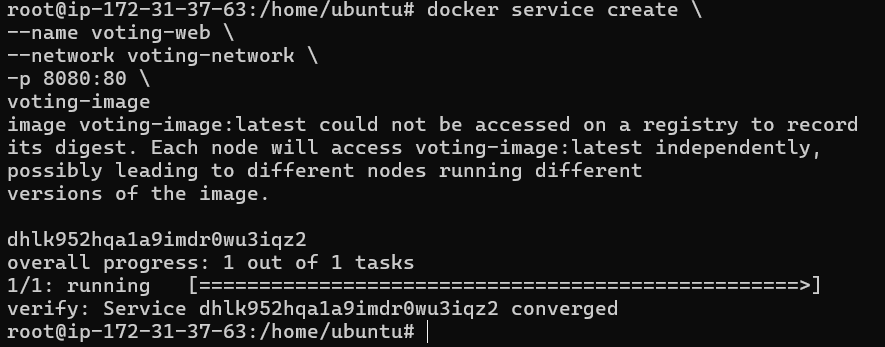 root@ip-172-31-37-63:/home/ubuntu# docker service create \
--name voting-web \
--network voting-network \
-p 8080:80 \
voting-image
image voting-image:latest could not be accessed on a registry to record
its digest. Each node will access voting-image:latest independently,
possibly leading to different nodes running different
versions of the image.

dhlk952hqa1a9imdr0wu3iqz2
overall progress: 1 out of 1 tasks
1/1: running   [==================================================>]
verify: Service dhlk952hqa1a9imdr0wu3iqz2 converged
root@ip-172-31-37-63:/home/ubuntu#